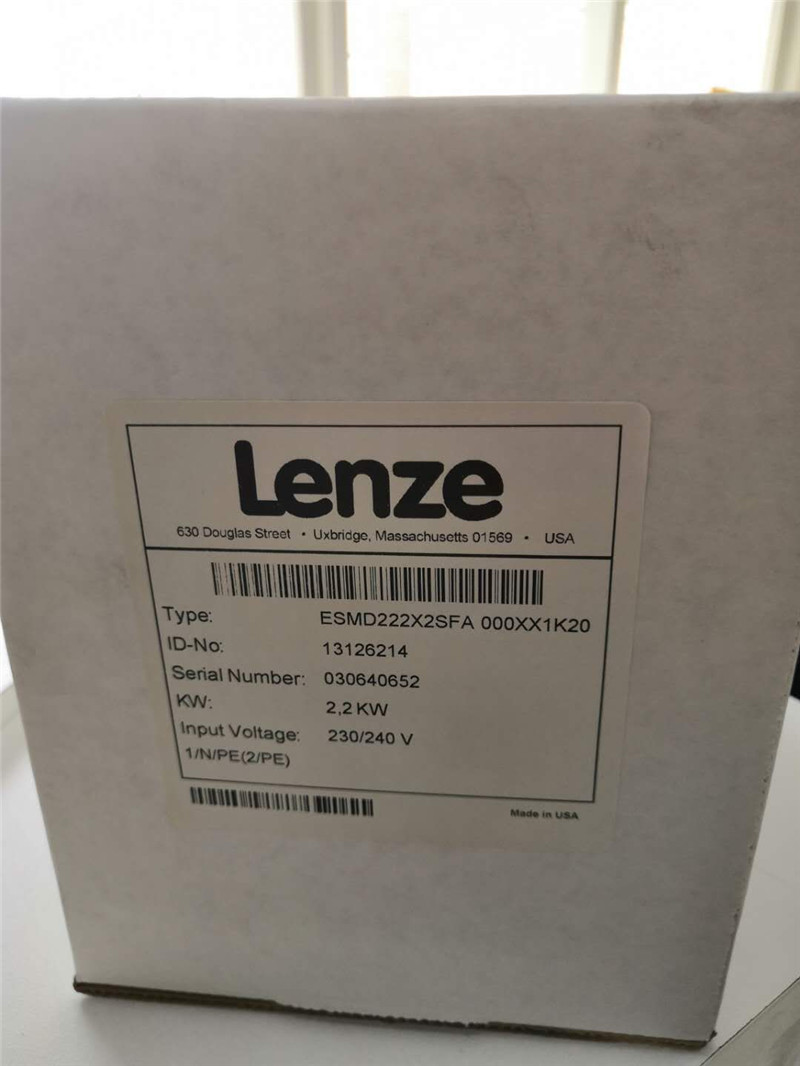 Lenze
630 Douglas Street • Uxbridge, Massachusetts 01569 • USA
Type: ESMD222X2SFA 000XX1K20
ID-No: 13126214
Serial Number: 030640652
KW: 2,2 KW
Input Voltage: 230/240 V
1/N/PE(2/PE)
Made in USA